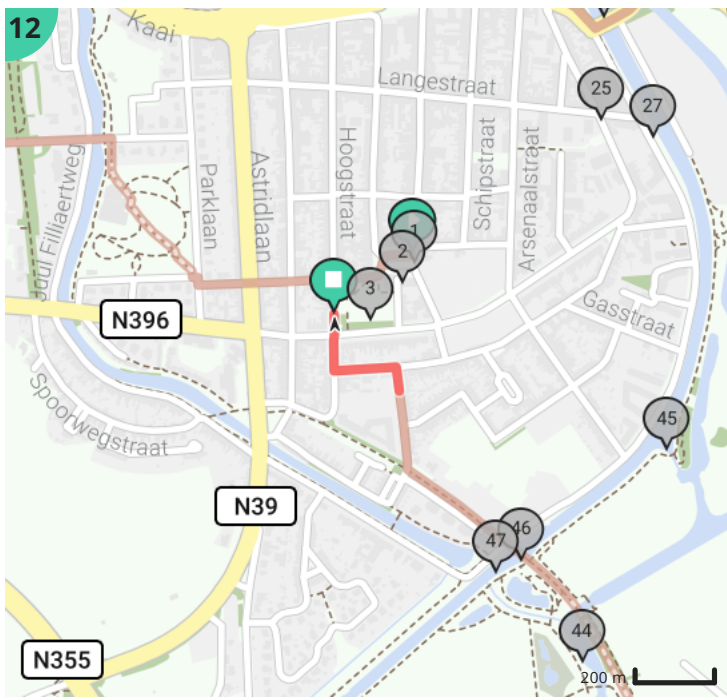 12
Kaai
Langestraat
25
27
Juul Filliaertweg
Parklaan
Astridlaan
Hoogstraat
Schipstraat
Arsenaalstraat
1
2
3
N396
Gasstraat
Spoorwegstraat
45
N39
46
47
44
N355
200 m